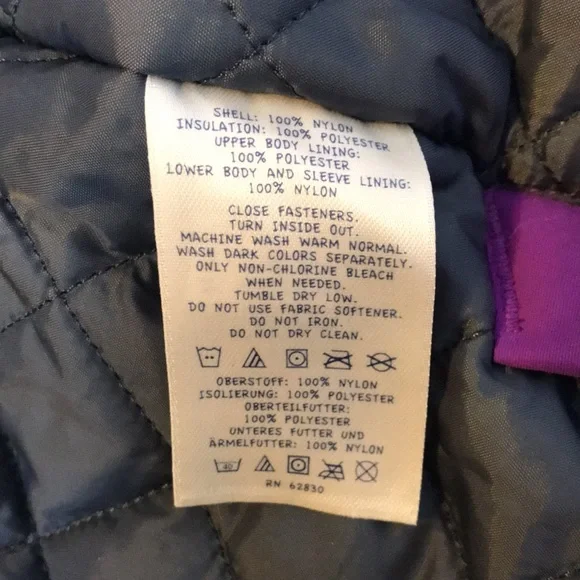 SHELL: 100% NYLON
INSULATION: 100% POLYESTER
UPPER BODY LINING:
100% POLYESTER
LOWER BODY AND SLEEVE LINING:
100% NYLON
CLOSE FASTENERS.
TURN INSIDE OUT.
MACHINE WASH WARM NORMAL.
WASH DARK COLORS SEPARATELY.
ONLY NON-CHLORINE BLEACH
WHEN NEEDED.
TUMBLE DRY LOW.
DO NOT USE FABRIC SOFTENER.
DO NOT IRON.
DO NOT DRY CLEAN.
OBERSTOFF: 100% NYLON
ISOLIERUNG: 100% POLYESTER
OBERTEILFUTTER:
100% POLYESTER
UNTERES FUTTER UND
ÄRMELFUTTER: 100% NYLON
40
RN 62830